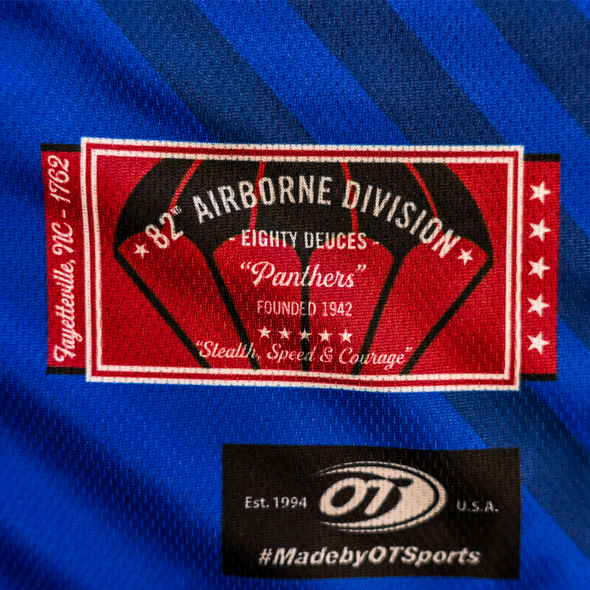 Fayetteville, NC - 1762
82ND AIRBORNE DIVISION
- EIGHTY DEUCES -
"Panthers"
FOUNDED 1942
"Stealth, Speed & Courage"
Est. 1994 OT U.S.A.
#MadebyOTSports